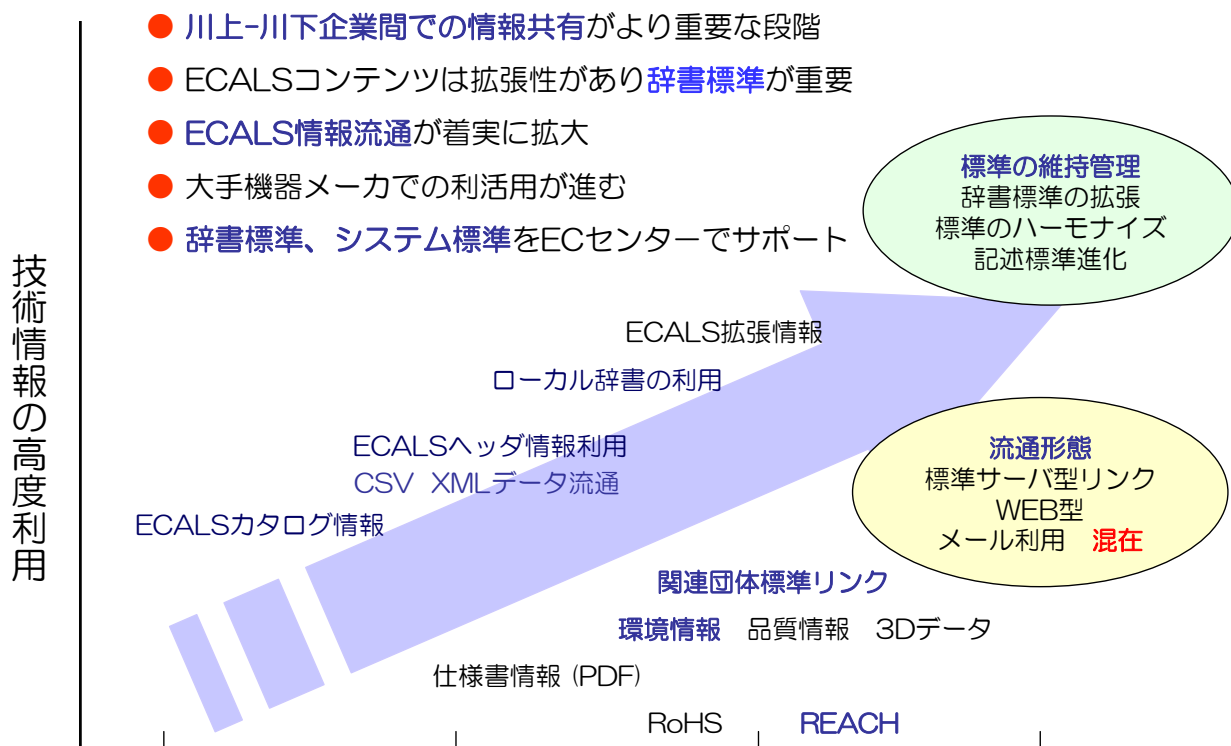 ● 川上-川下企業間での情報共有がより重要な段階
● ECALSコンテンツは拡張性があり辞書標準が重要
● ECALS情報流通が着実に拡大
● 大手機器メーカでの利活用が進む
● 辞書標準、システム標準をECセンターでサポート
標準の維持管理
辞書標準の拡張
標準のハーモナイズ
記述標準進化
技術情報の高度利用
ECALS拡張情報
ローカル辞書の利用
ECALSヘッダ情報利用
CSV XMLデータ流通
ECALSカタログ情報
流通形態
標準サーバ型リンク
WEB型
メール利用 混在
関連団体標準リンク
環境情報 品質情報 3Dデータ
仕様書情報 (PDF)
RoHS REACH